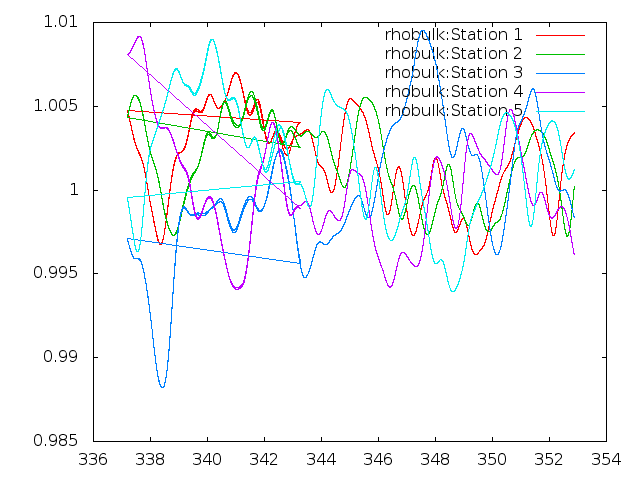 1.01
1.005
1
0.995
0.99
0.985
336 338 340 342 344 346 348 350 352 354
rhobulk:Station 1
rhobulk:Station 2
rhobulk:Station 3
rhobulk:Station 4
rhobulk:Station 5